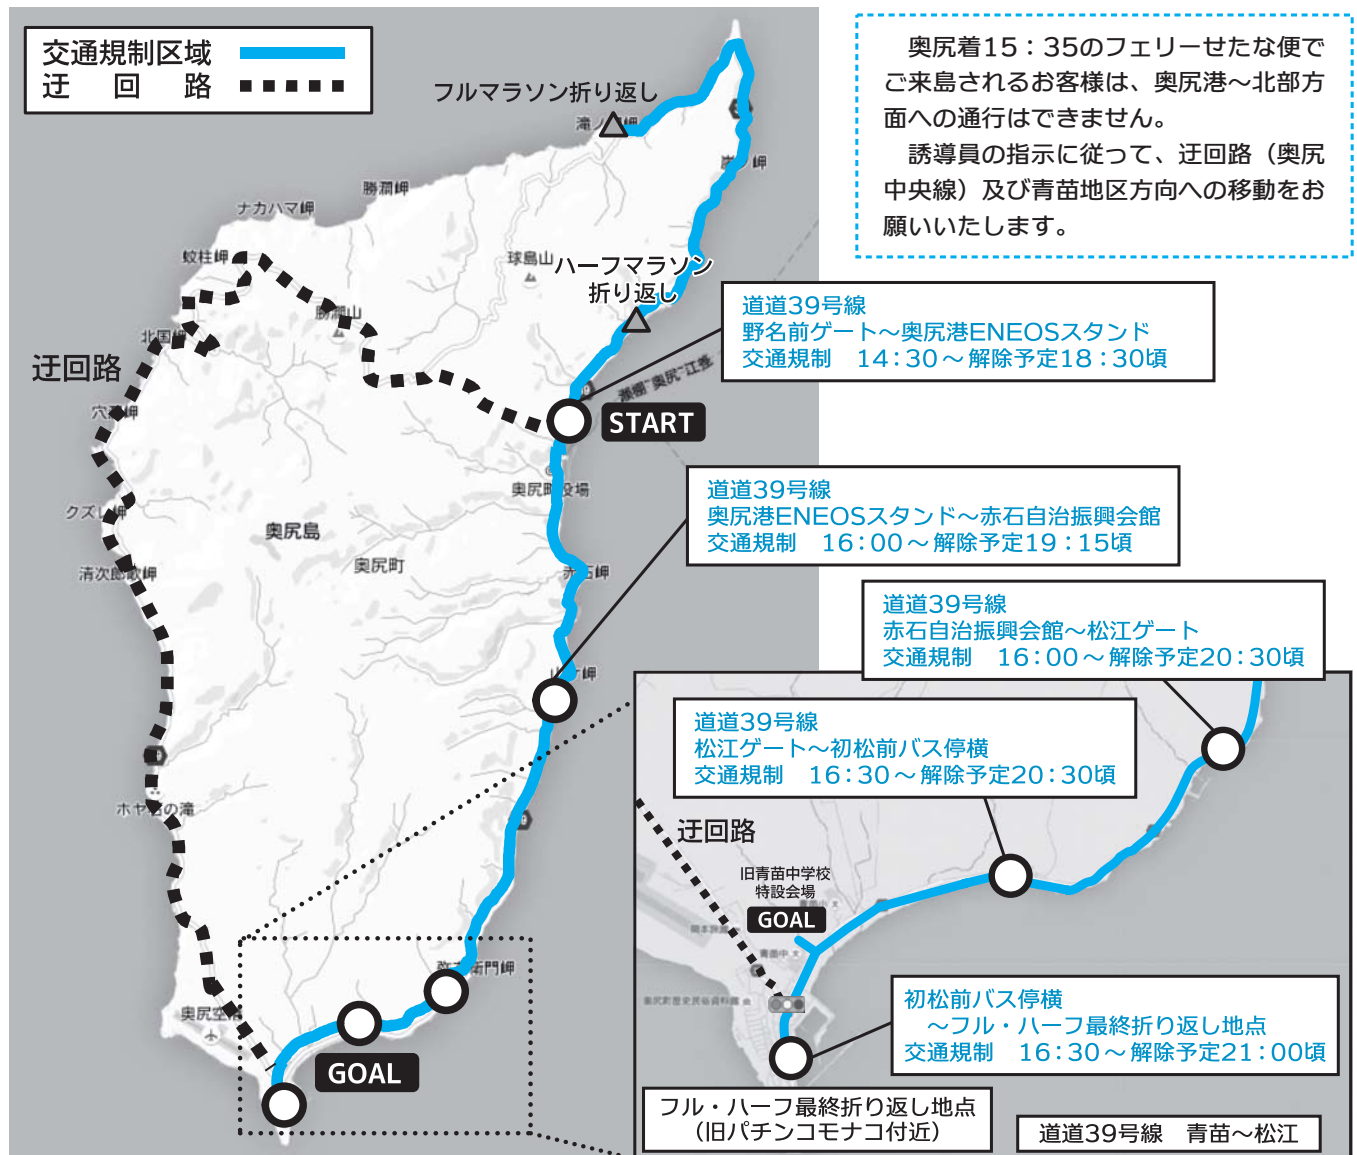 交通規制区域
迂回路
奥尻着15：35のフェリーせたな便で
ご来島されるお客様は、奥尻港～北部方
面への通行はできません。
誘導員の指示に従って、迂回路（奥尻
中央線）及び青苗地区方向への移動をお
願いいたします。
フルマラソン折り返し
勝澗岬
ナカハマ岬
蚊柱岬
球島山
ハーフマラソン
折り返し
勝澗山
北国岬
迂回路
道道39号線
野名前ゲート～奥尻港ENEOSスタンド
交通規制　14：30～解除予定18：30頃
START
道道39号線
奥尻港ENEOSスタンド～赤石自治振興会館
交通規制　16：00～解除予定19：15頃
奥尻島
奥尻町
清次郎歌岬
道道39号線
赤石自治振興会館～松江ゲート
交通規制　16：00～解除予定20：30頃
道道39号線
松江ゲート～初松前バス停横
交通規制　16：30～解除予定20：30頃
迂回路
旧青苗中学校
特設会場
GOAL
奥尻空港
GOAL
初松前バス停横
～フル・ハーフ最終折り返し地点
交通規制　16：30～解除予定21：00頃
フル・ハーフ最終折り返し地点
（旧パチンコモナコ付近）
道道39号線　青苗～松江